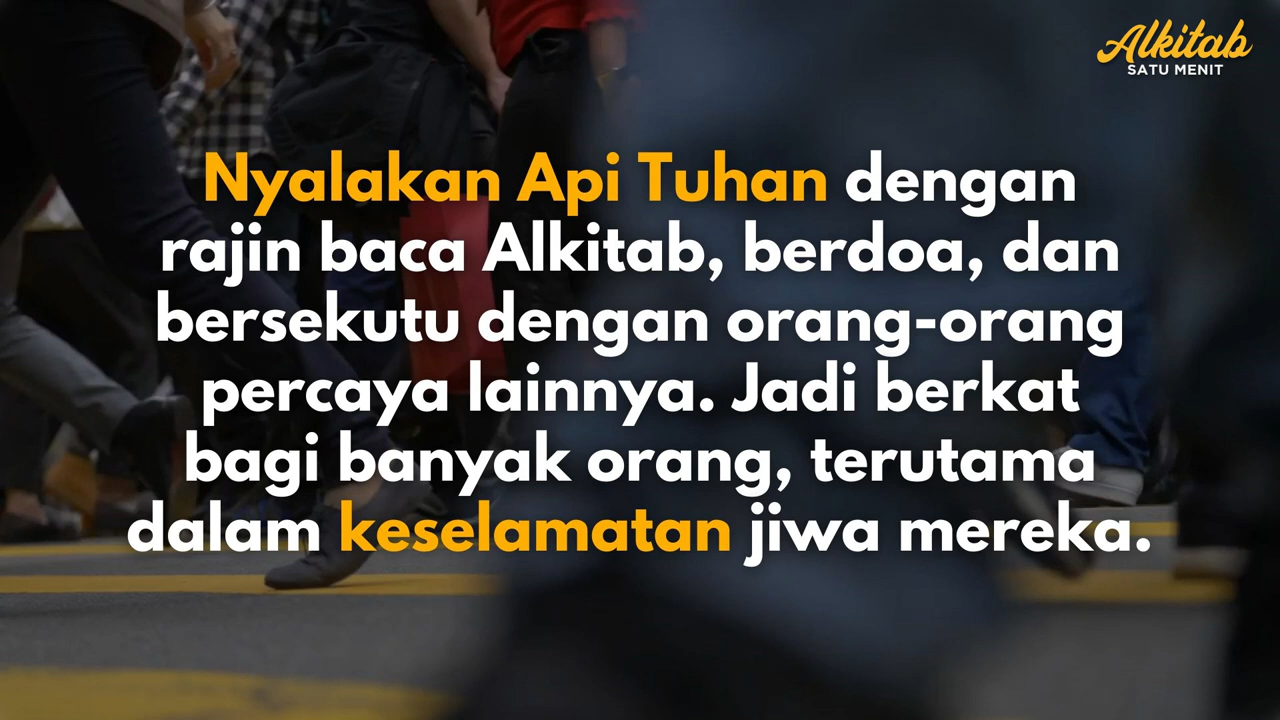 Alkitab
SATU MENIT
Nyalakan Api Tuhan dengan
rajin baca Alkitab, berdoa, dan
bersekutu dengan orang-orang
percaya lainnya. Jadi berkat
bagi banyak orang, terutama
dalam keselamatan jiwa mereka.